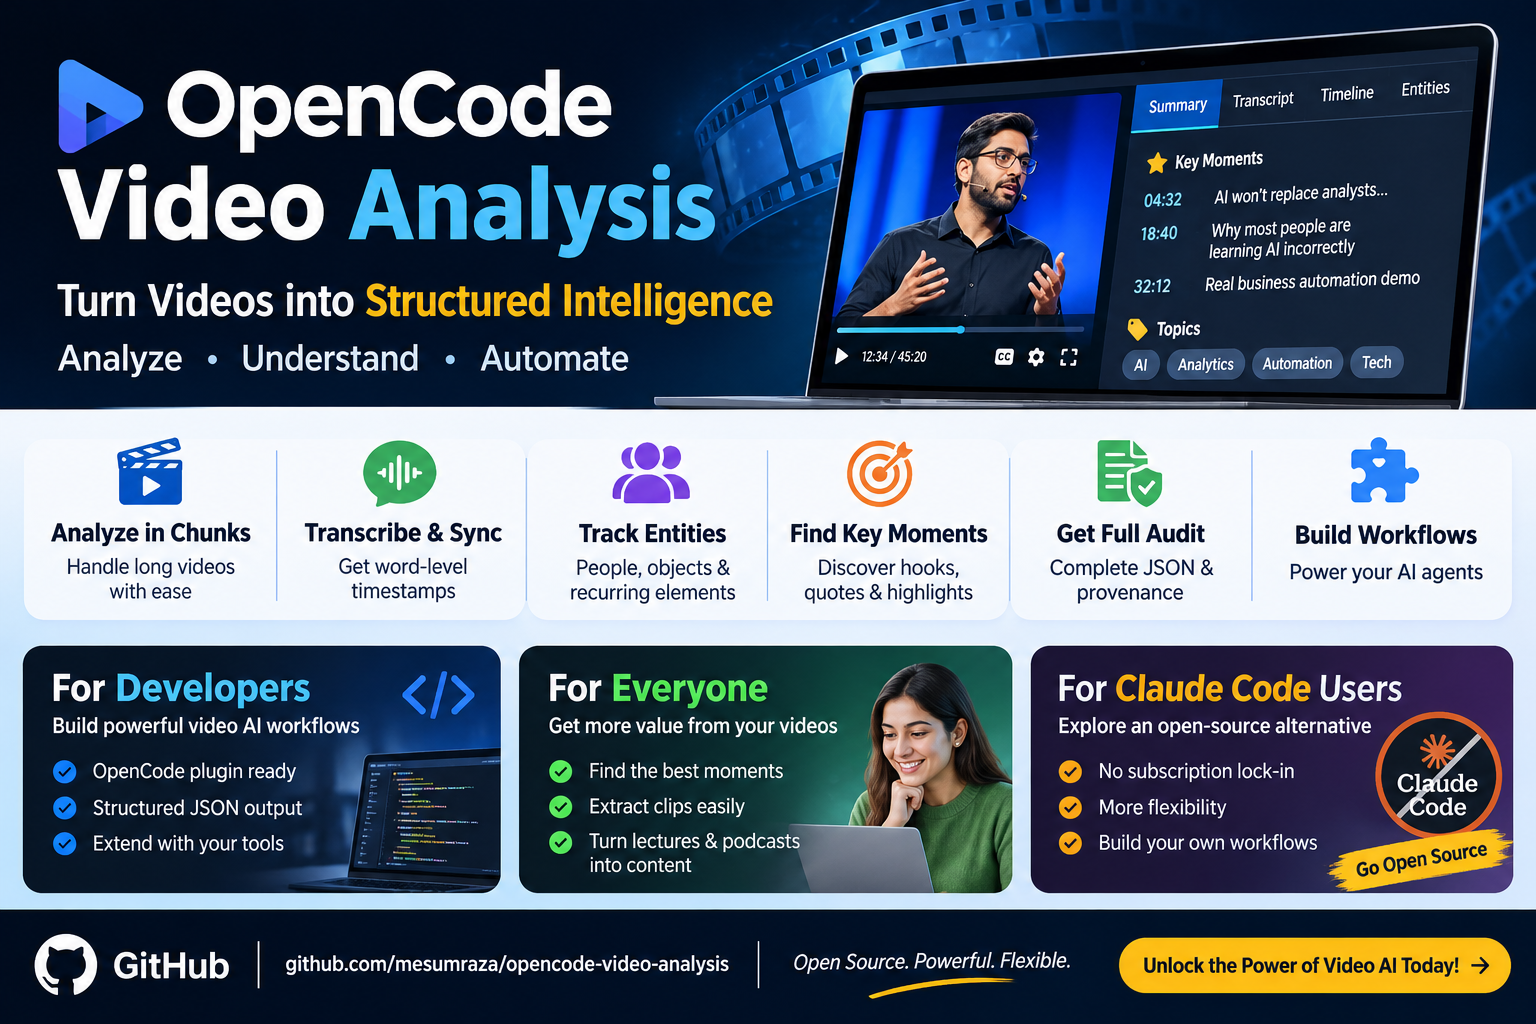 OpenCode
Video Analysis
Turn Videos into Structured Intelligence
Analyze • Understand • Automate
Summary Transcript Timeline Entities
Key Moments
04:32 AI won't replace analysts...
18:40 Why most people are
learning AI incorrectly
32:12 Real business automation demo
Topics
AI Analytics Automation Tech
12:34 / 45:20
CC
Analyze in Chunks
Handle long videos
with ease
Transcribe & Sync
Get word-level
timestamps
Track Entities
People, objects &
recurring elements
Find Key Moments
Discover hooks,
quotes & highlights
Get Full Audit
Complete JSON &
provenance
Build Workflows
Power your AI agents
For Developers
</>
Build powerful video AI workflows
OpenCode plugin ready
Structured JSON output
Extend with your tools
For Everyone
Get more value from your videos
Find the best moments
Extract clips easily
Turn lectures & podcasts
into content
For Claude Code Users
Explore an open-source alternative
No subscription lock-in
More flexibility
Build your own workflows
Claude
Code
Go Open Source
GitHub
github.com/mesumraza/opencode-video-analysis
Open Source. Powerful. Flexible.
Unlock the Power of Video AI Today! →